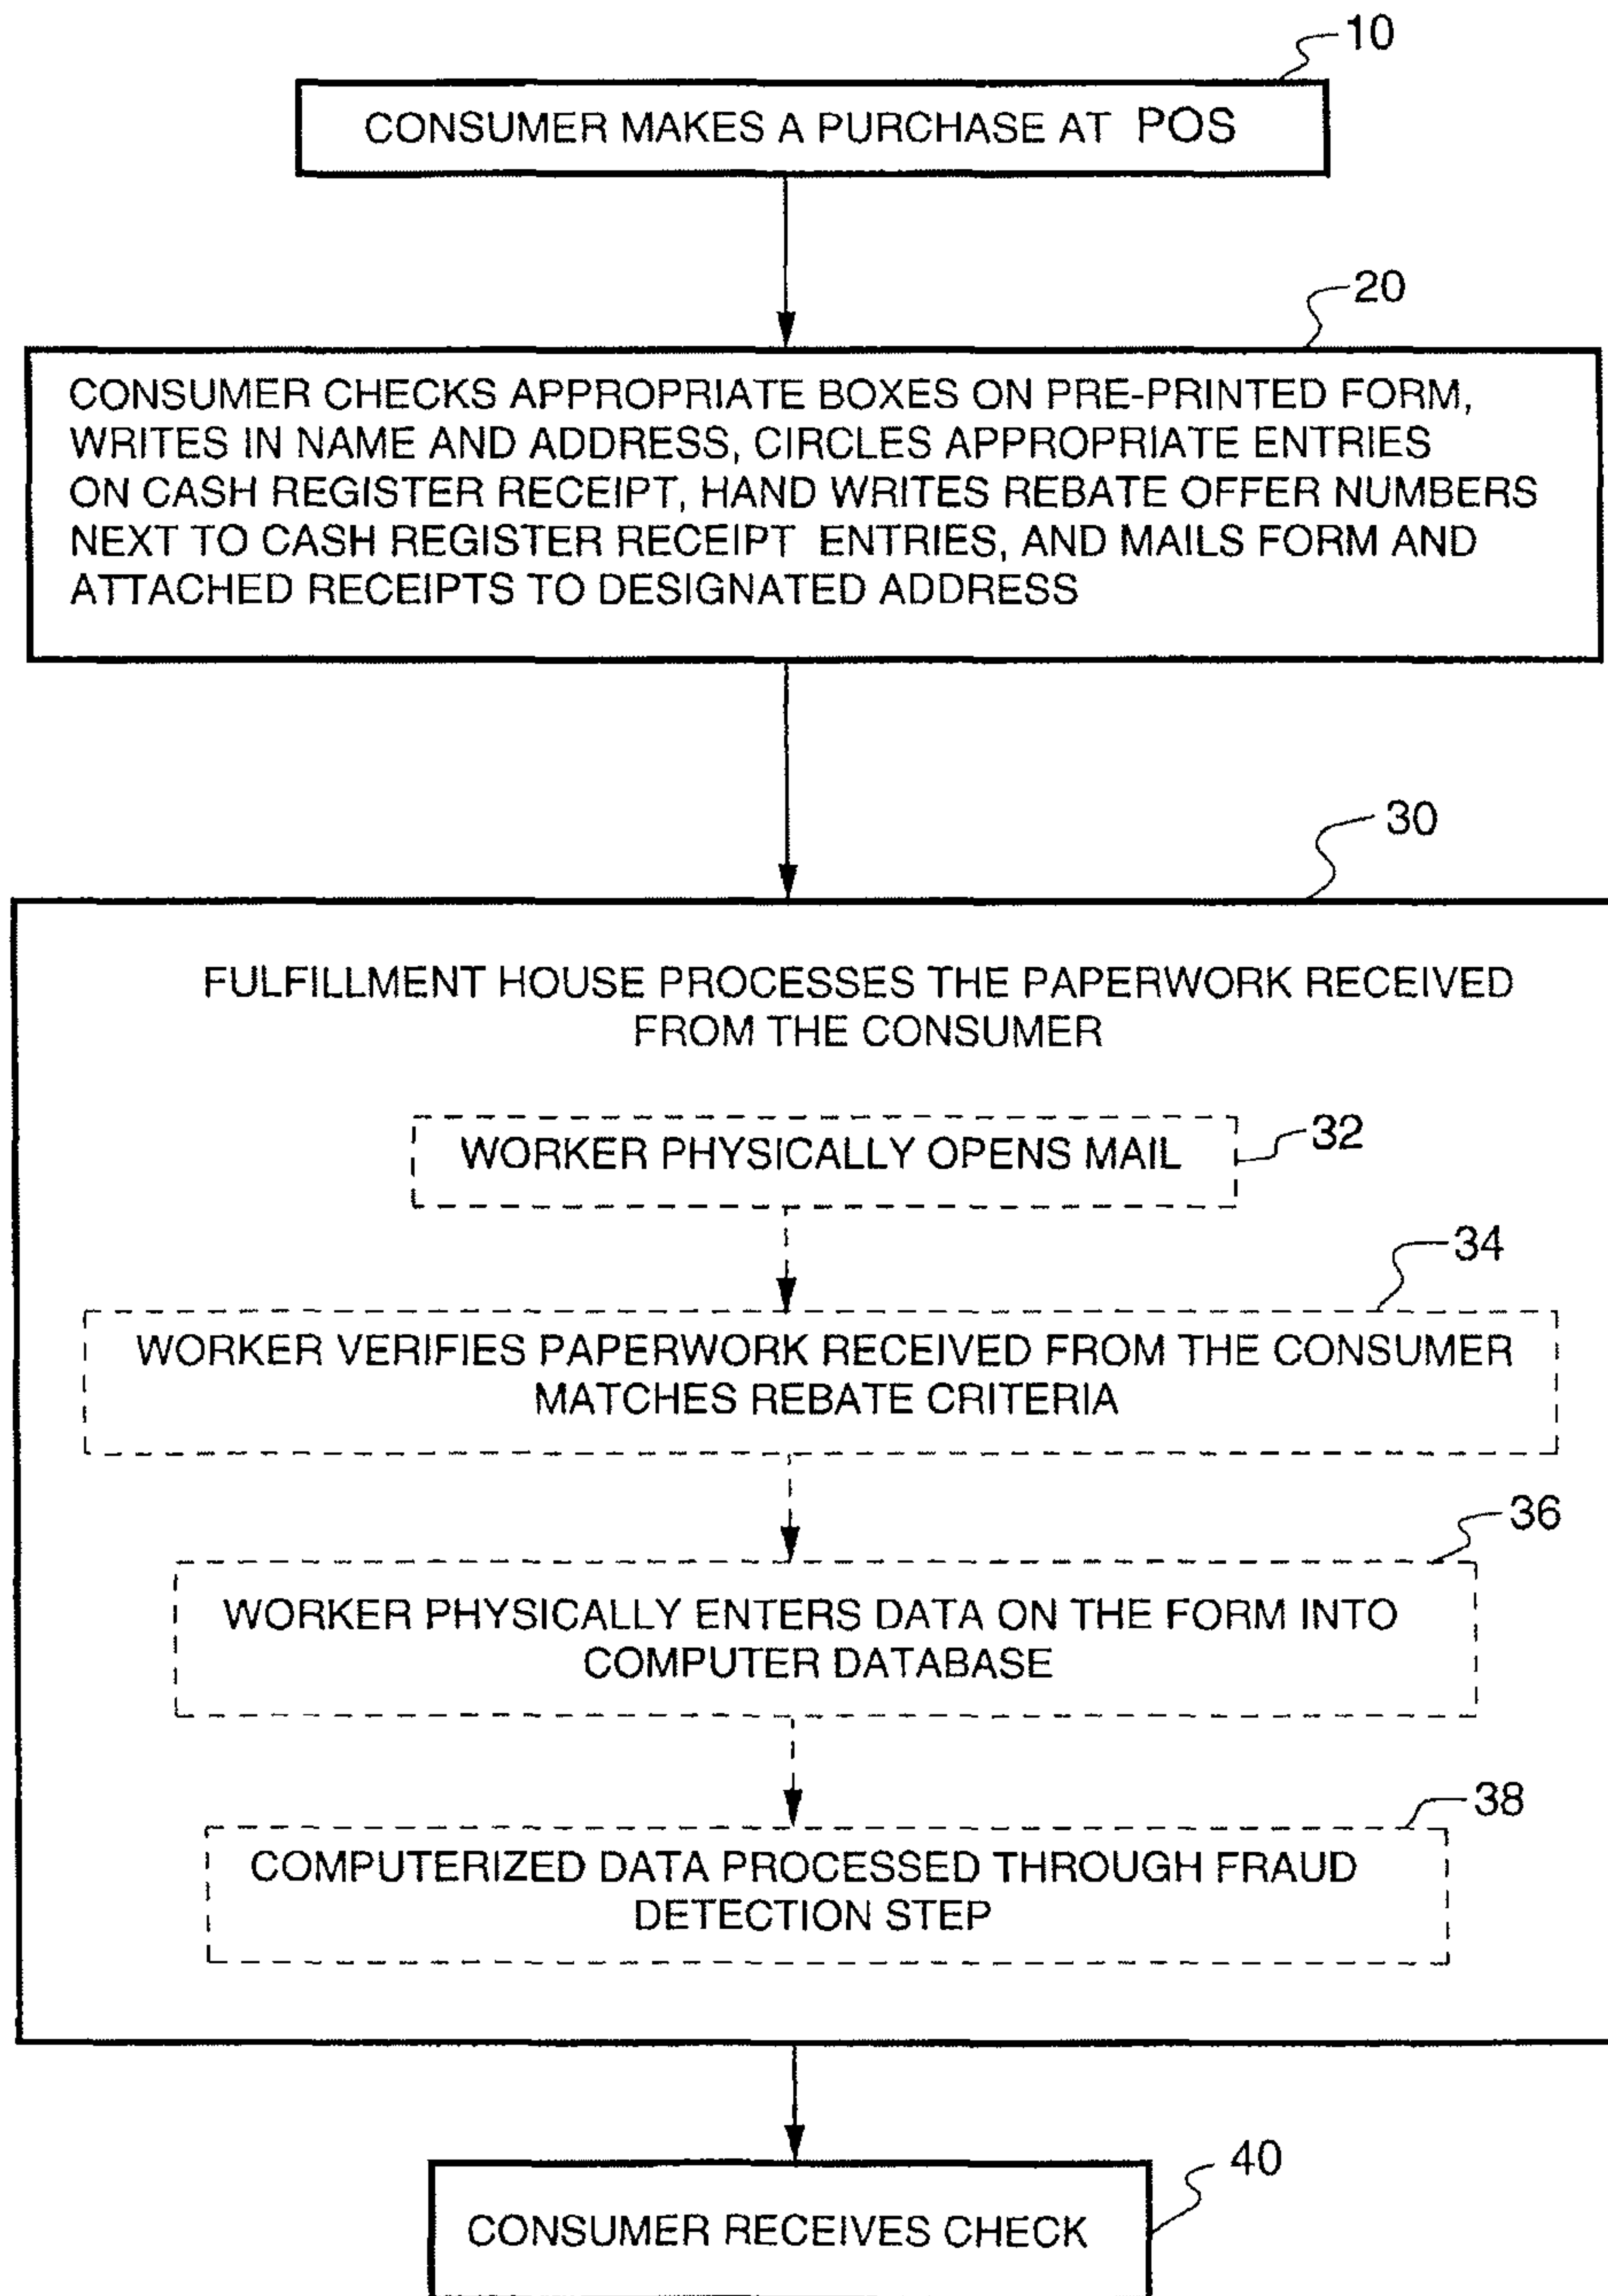 10
CONSUMER MAKES A PURCHASE AT POS
20
CONSUMER CHECKS APPROPRIATE BOXES ON PRE-PRINTED FORM,
WRITES IN NAME AND ADDRESS, CIRCLES APPROPRIATE ENTRIES
ON CASH REGISTER RECEIPT, HAND WRITES REBATE OFFER NUMBERS
NEXT TO CASH REGISTER RECEIPT ENTRIES, AND MAILS FORM AND
ATTACHED RECEIPTS TO DESIGNATED ADDRESS
30
FULFILLMENT HOUSE PROCESSES THE PAPERWORK RECEIVED
FROM THE CONSUMER
WORKER PHYSICALLY OPENS MAIL
32
34
WORKER VERIFIES PAPERWORK RECEIVED FROM THE CONSUMER
MATCHES REBATE CRITERIA
36
WORKER PHYSICALLY ENTERS DATA ON THE FORM INTO
COMPUTER DATABASE
38
COMPUTERIZED DATA PROCESSED THROUGH FRAUD
DETECTION STEP
40
CONSUMER RECEIVES CHECK